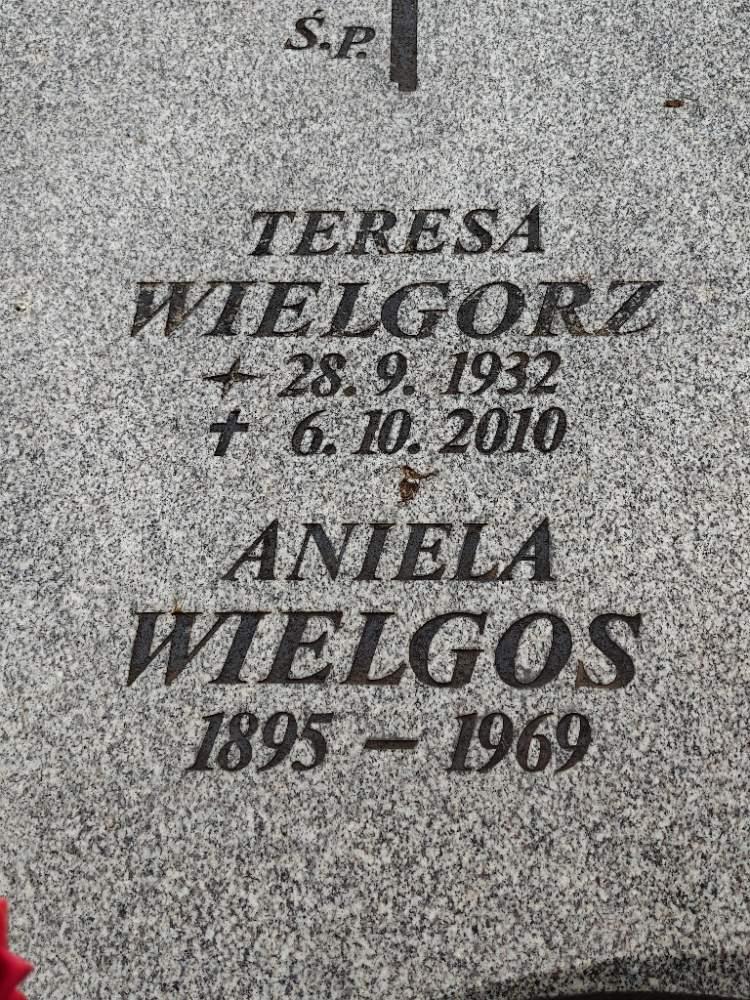 Ś.P.
TERESA
WIELGORZ
28.9.1932
✝ 6.10.2010
ANIELA
WIELGOS
1895 – 1969